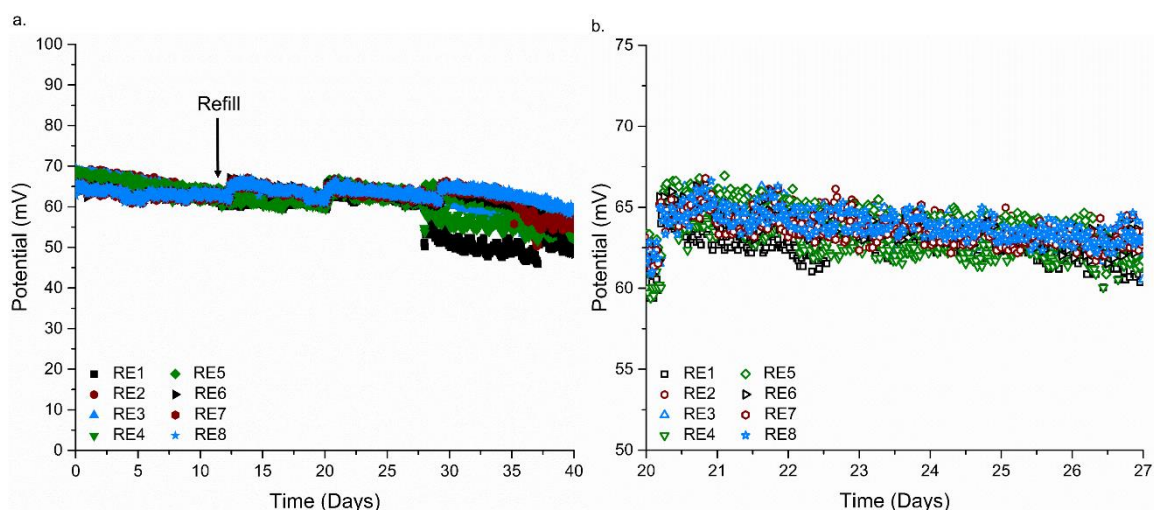 a.
100
90
80
70
60
50
40
30
20
10
0
Potential (mV)
Refill
RE1 RE5
RE2 RE6
RE3 RE7
RE4 RE8
0 5 10 15 20 25 30 35 40
Time (Days)
b.
75
70
65
60
55
50
Potential (mV)
RE1 RE5
RE2 RE6
RE3 RE7
RE4 RE8
20 21 22 23 24 25 26 27
Time (Days)